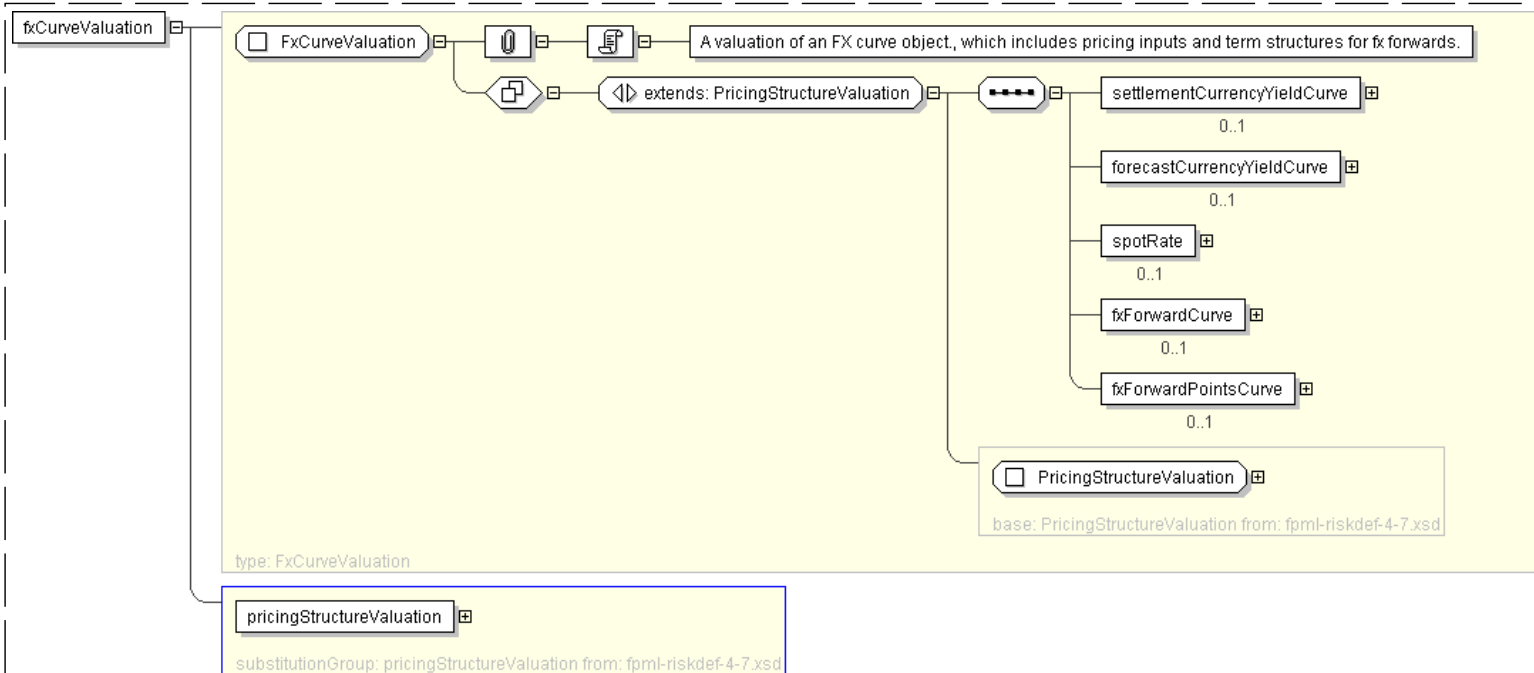 fxCurveValuation
FxCurveValuation
A valuation of an FX curve object., which includes pricing inputs and term structures for fx forwards.
extends: PricingStructureValuation
settlementCurrencyYieldCurve
0..1
forecastCurrencyYieldCurve
0..1
spotRate
0..1
fxForwardCurve
0..1
fxForwardPointsCurve
0..1
PricingStructureValuation
base: PricingStructureValuation from: fpml-riskdef-4-7.xsd
type: FxCurveValuation
pricingStructureValuation
substitutionGroup: pricingStructureValuation from: fpml-riskdef-4-7.xsd